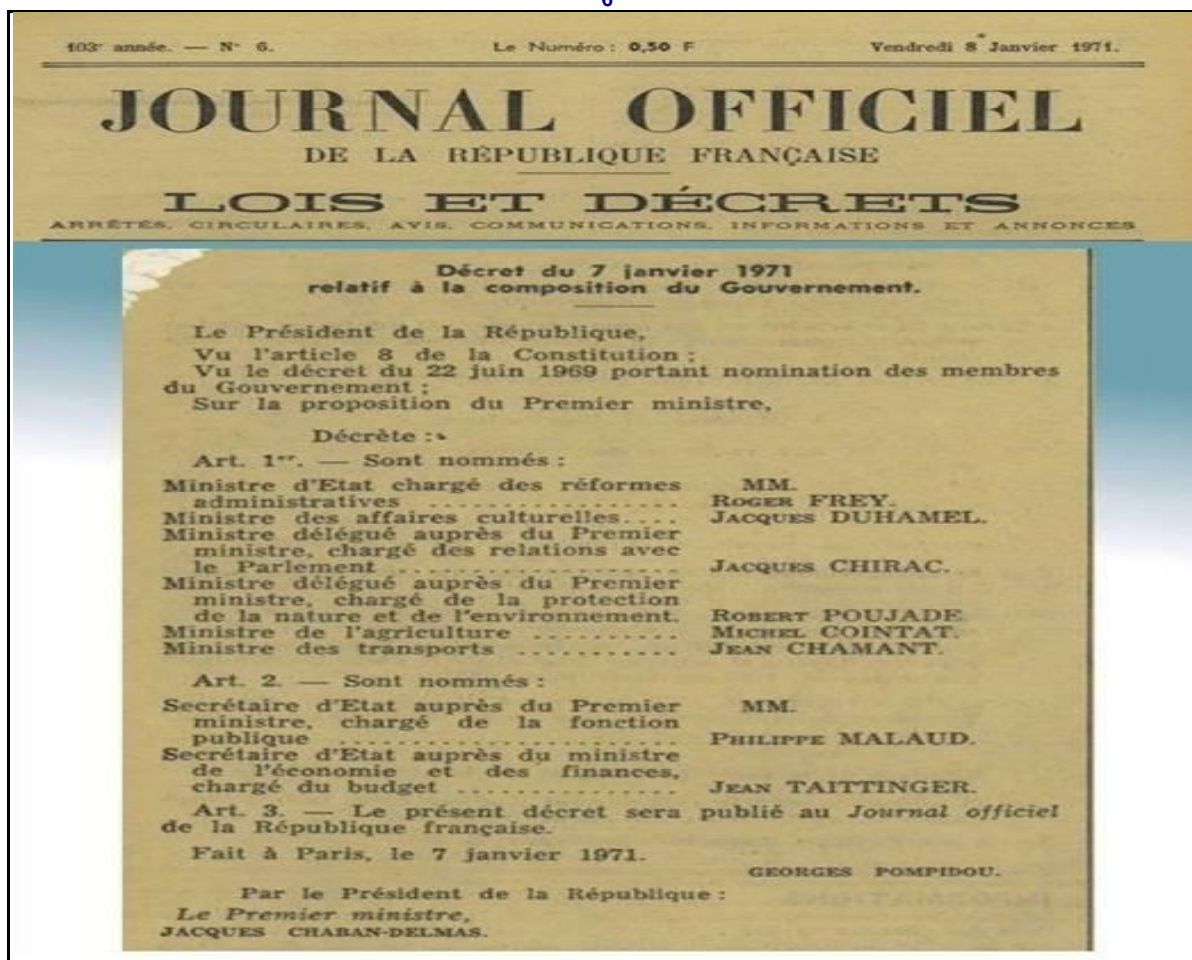 6
103e année. — N° 6.
Le Numéro : 0,50 F
Vendredi 8 Janvier 1971.
JOURNAL OFFICIEL
DE LA RÉPUBLIQUE FRANÇAISE
LOIS ET DÉCRETS
ARRÊTÉS, CIRCULAIRES, AVIS, COMMUNICATIONS, INFORMATIONS ET ANNONCES
Décret du 7 janvier 1971
relatif à la composition du Gouvernement.
Le Président de la République,
Vu l'article 8 de la Constitution ;
Vu le décret du 22 juin 1969 portant nomination des membres
du Gouvernement ;
Sur la proposition du Premier ministre,
Décrète :
Art. 1er. — Sont nommés :
Ministre d'Etat chargé des réformes MM.
administratives ................. ROGER FREY.
Ministre des affaires culturelles.... JACQUES DUHAMEL.
Ministre délégué auprès du Premier
ministre, chargé des relations avec
le Parlement ................... JACQUES CHIRAC.
Ministre délégué auprès du Premier
ministre, chargé de la protection
de la nature et de l'environnement. ROBERT POUJADE.
Ministre de l'agriculture .......... MICHEL COINTAT.
Ministre des transports ........... JEAN CHAMANT.
Art. 2. — Sont nommés :
Secrétaire d'Etat auprès du Premier MM.
ministre, chargé de la fonction
publique ........................ PHILIPPE MALAUD.
Secrétaire d'Etat auprès du ministre
de l'économie et des finances,
chargé du budget ............... JEAN TAITTINGER.
Art. 3. — Le présent décret sera publié au Journal officiel
de la République française.
Fait à Paris, le 7 janvier 1971.
GEORGES POMPIDOU.
Par le Président de la République :
Le Premier ministre,
JACQUES CHABAN-DELMAS.